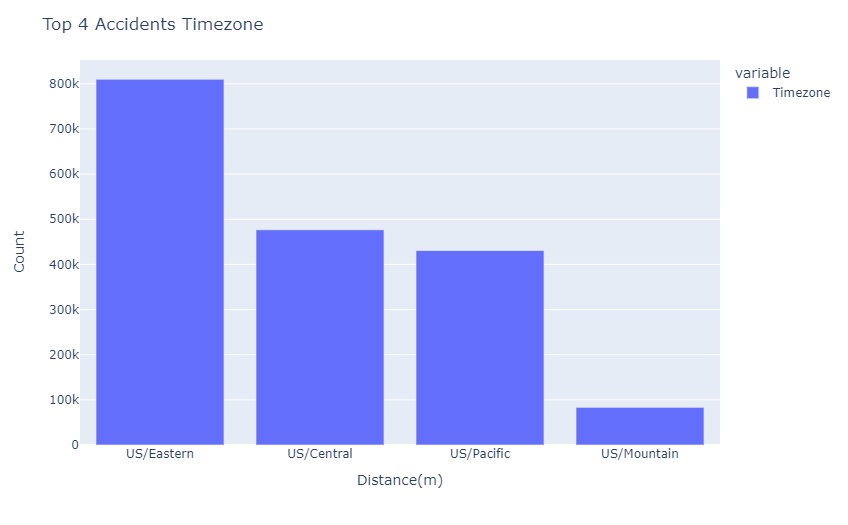 Top 4 Accidents Timezone
variable
Timezone
Count
800k
700k
600k
500k
400k
300k
200k
100k
0
US/Eastern US/Central US/Pacific US/Mountain
Distance(m)